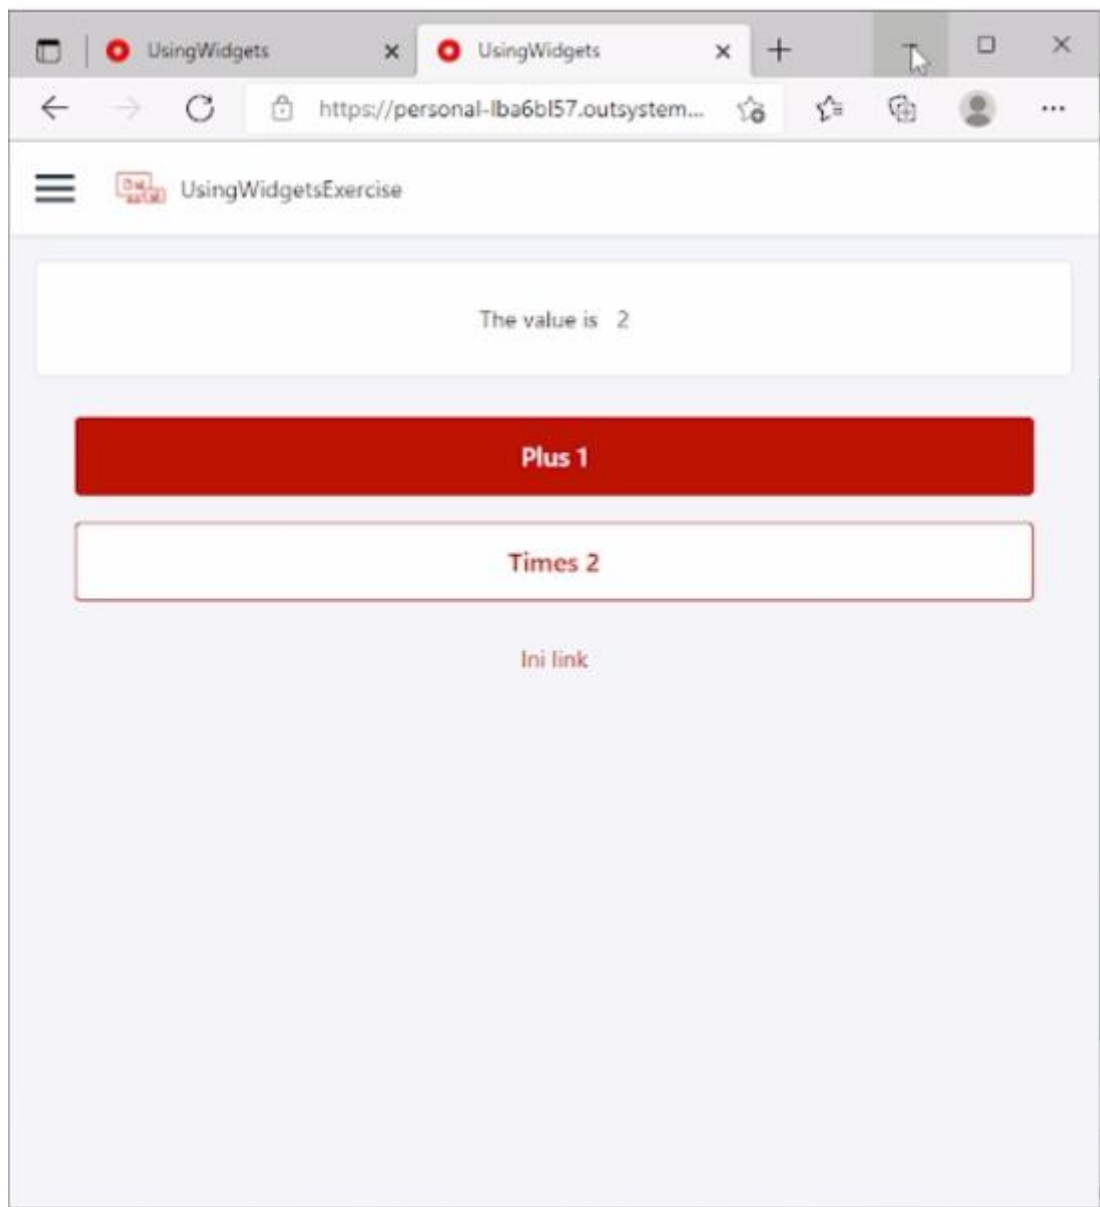 UsingWidgets
UsingWidgets
https://personal-lba6bl57.outsystem...
UsingWidgetsExercise
The value is 2
Plus 1
Times 2
Ini link